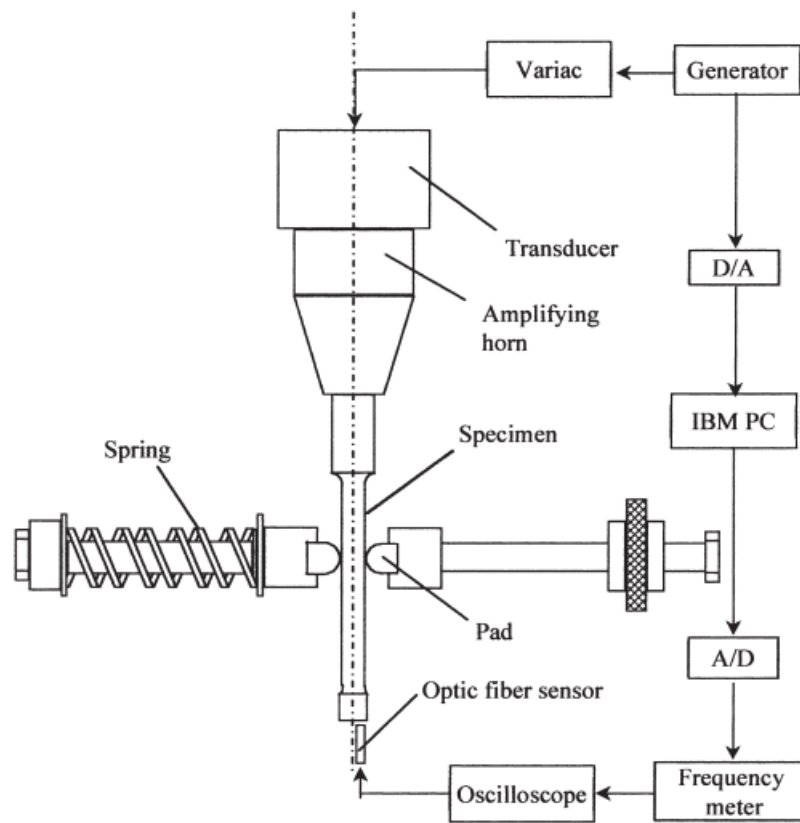 Variac
Generator
Transducer
D/A
Amplifying
horn
IBM PC
Specimen
Spring
Pad
A/D
Optic fiber sensor
Oscilloscope
Frequency
meter